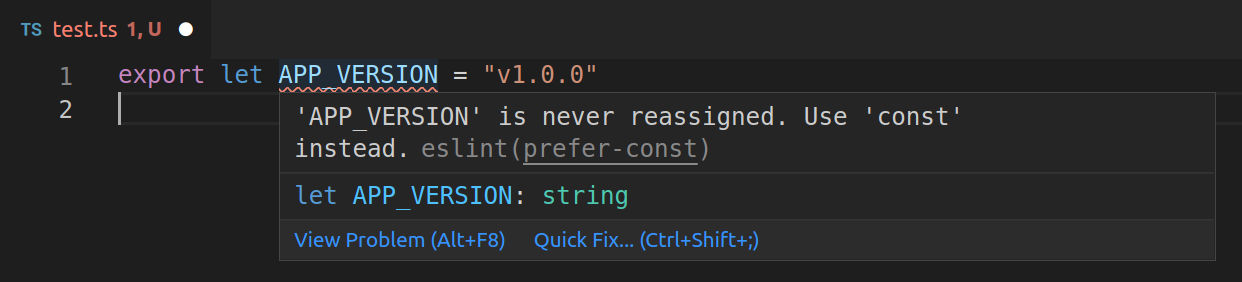 TS test.ts 1, U
1 export let APP_VERSION = "v1.0.0"
2
'APP_VERSION' is never reassigned. Use 'const'
instead. eslint(prefer-const)
let APP_VERSION: string
View Problem (Alt+F8) Quick Fix... (Ctrl+Shift+;)